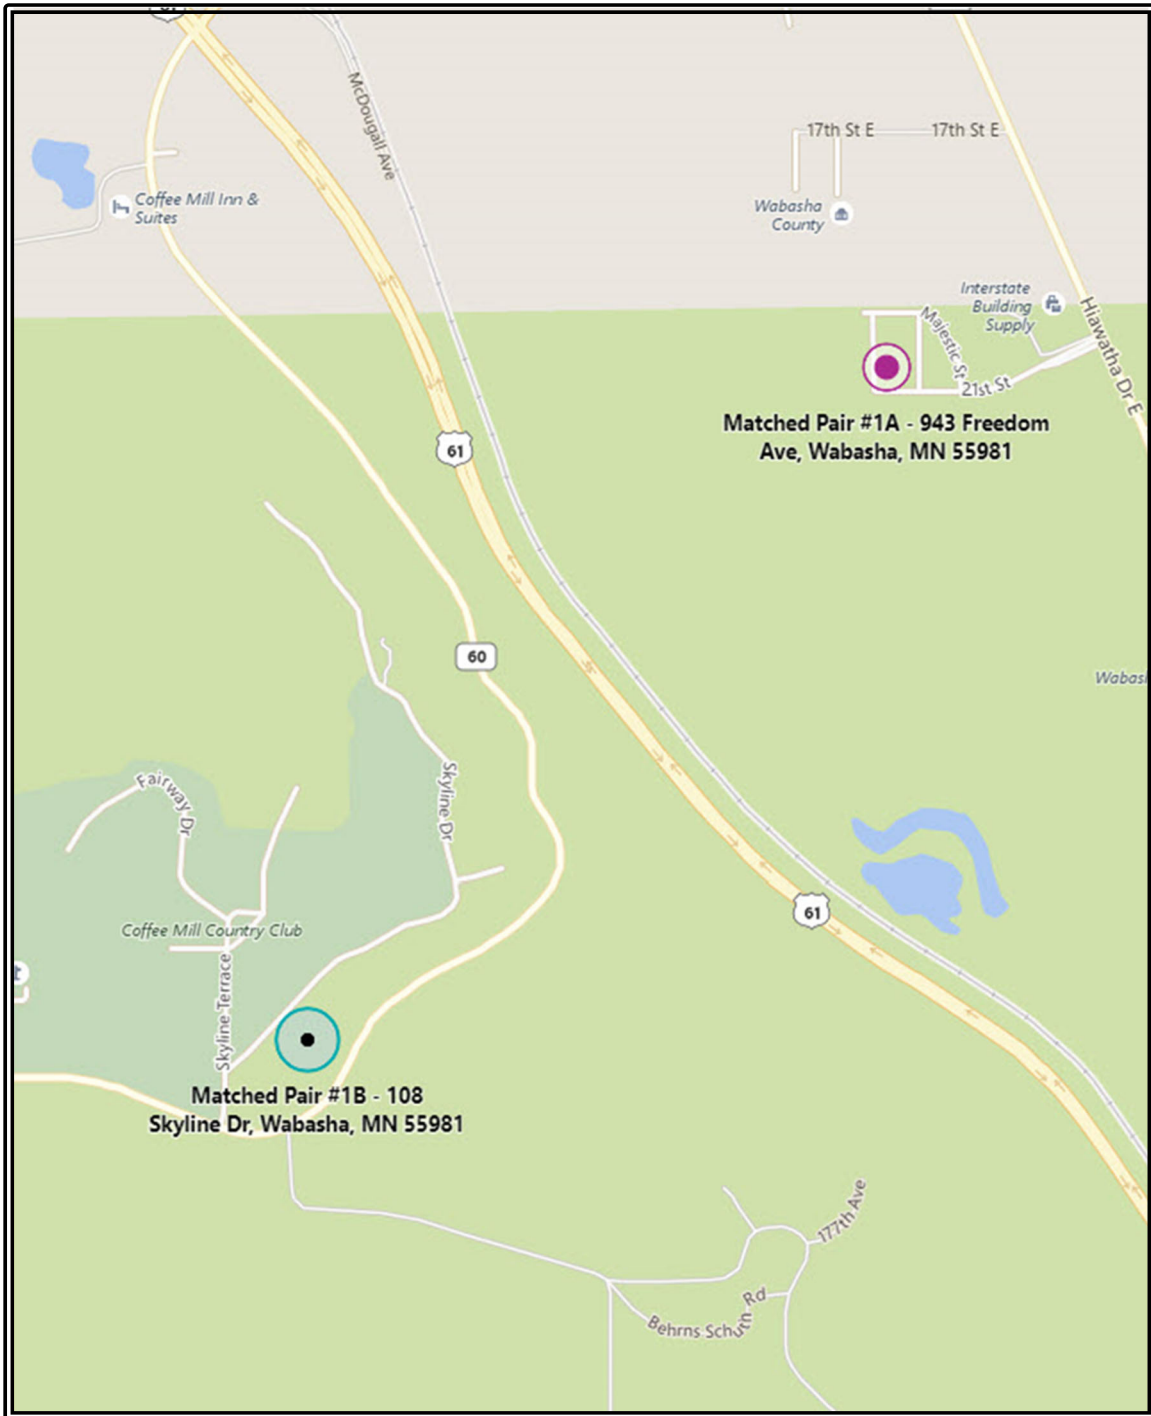 McDougall Ave
17th St E
17th St E
Coffee Mill Inn &
Suites
Wabasha
County
Interstate
Building
Supply
Hiawatha Dr E
Majestic St
21st St
Matched Pair #1A - 943 Freedom
Ave, Wabasha, MN 55981
61
60
Skyline Dr
Fairway Dr
61
Coffee Mill Country Club
Skyline Terrace
Matched Pair #1B - 108
Skyline Dr, Wabasha, MN 55981
177th Ave
Behrns Schuth Rd